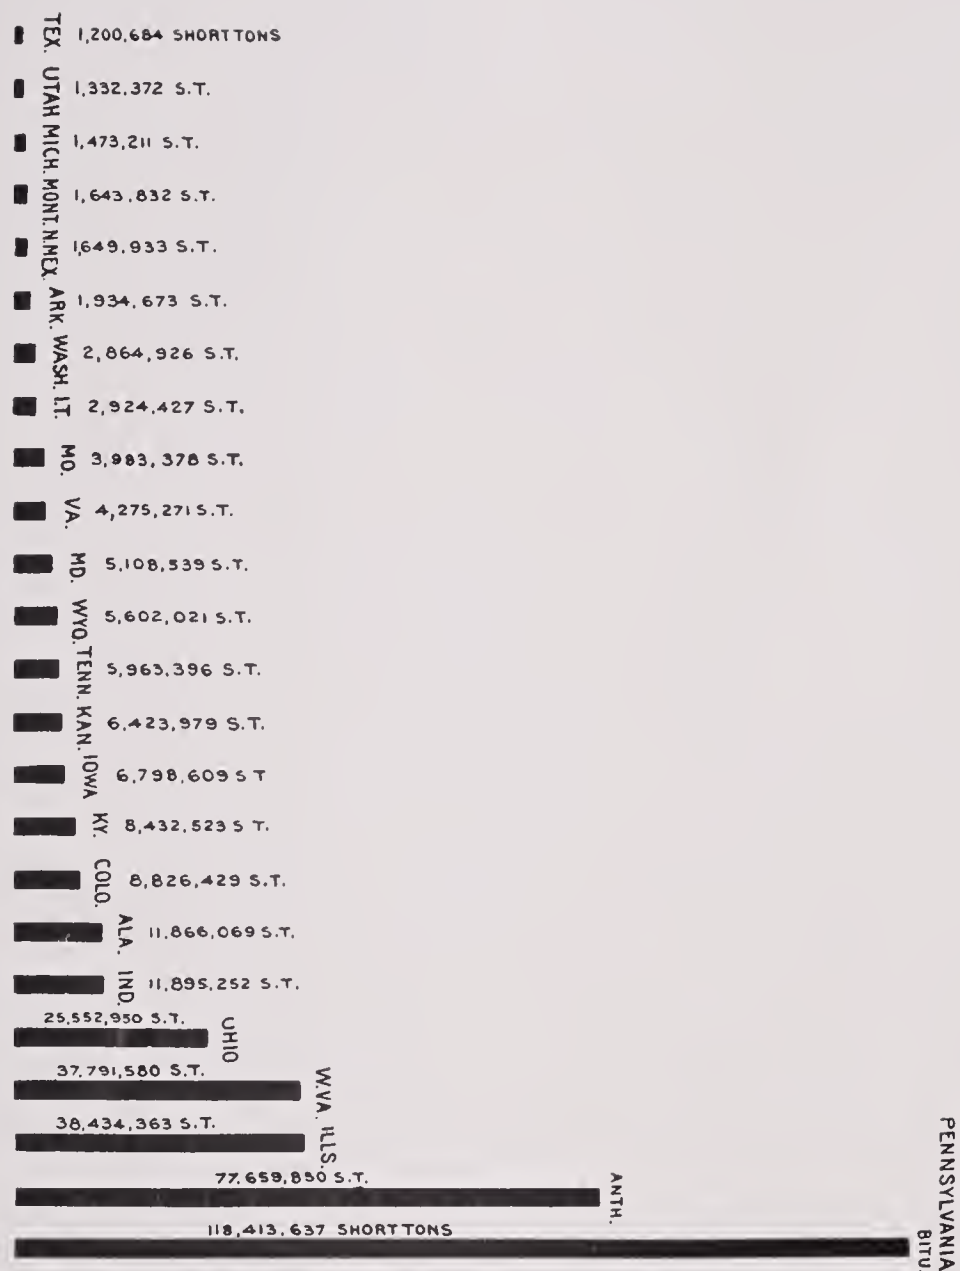 TEX. 1,200,684 SHORT TONS
UTAH 1,332,372 S.T.
MICH. 1,473,211 S.T.
MONT. 1,643,832 S.T.
N.MEX. 1,649,933 S.T.
ARK. 1,934,673 S.T.
WASH. 2,864,926 S.T.
I.T. 2,924,427 S.T.
MO. 3,983,378 S.T.
VA. 4,275,271 S.T.
MD. 5,108,539 S.T.
WYO. 5,602,021 S.T.
TENN. 5,963,396 S.T.
KAN. 6,423,979 S.T.
IOWA 6,798,609 S T
KY. 8,432,523 S T.
COLO. 8,826,429 S.T.
ALA. 11,866,069 S.T.
IND. 11,895,252 S.T.
25,552,950 S.T. OHIO
37,791,580 S.T. W.VA.
38,434,363 S.T. ILLS.
77,659,850 S.T. ANTH.
118,413,637 SHORT TONS BITU.
PENNSYLVANIA